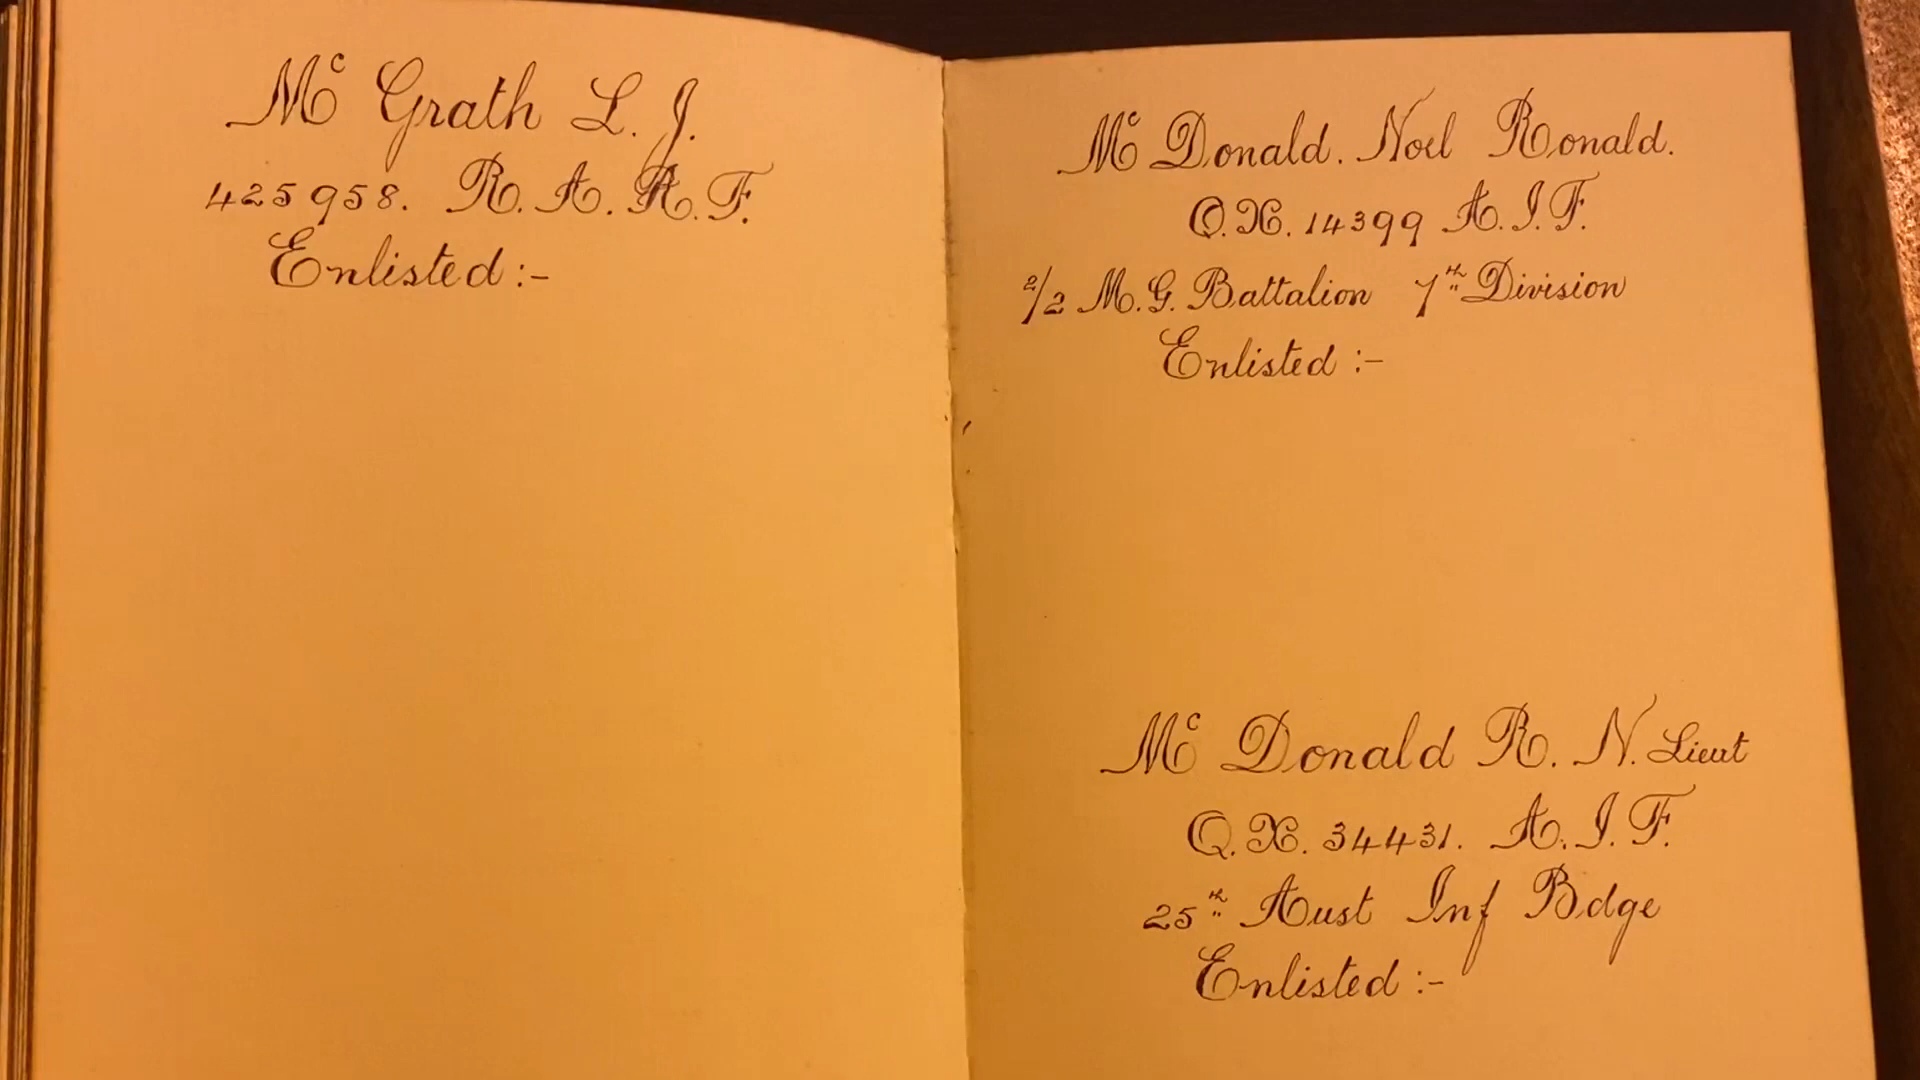 Mc Grath L. J.
425958. R. A. A. F.
Enlisted :-
Mc Donald. Noel Ronald.
Q.X. 14399 A.I.F.
2/2 M.G. Battalion 7th Division
Enlisted :-
Mc Donald R. N. Lieut
Q.X. 34431. A.I.F.
25th Aust Inf Bdge
Enlisted :-